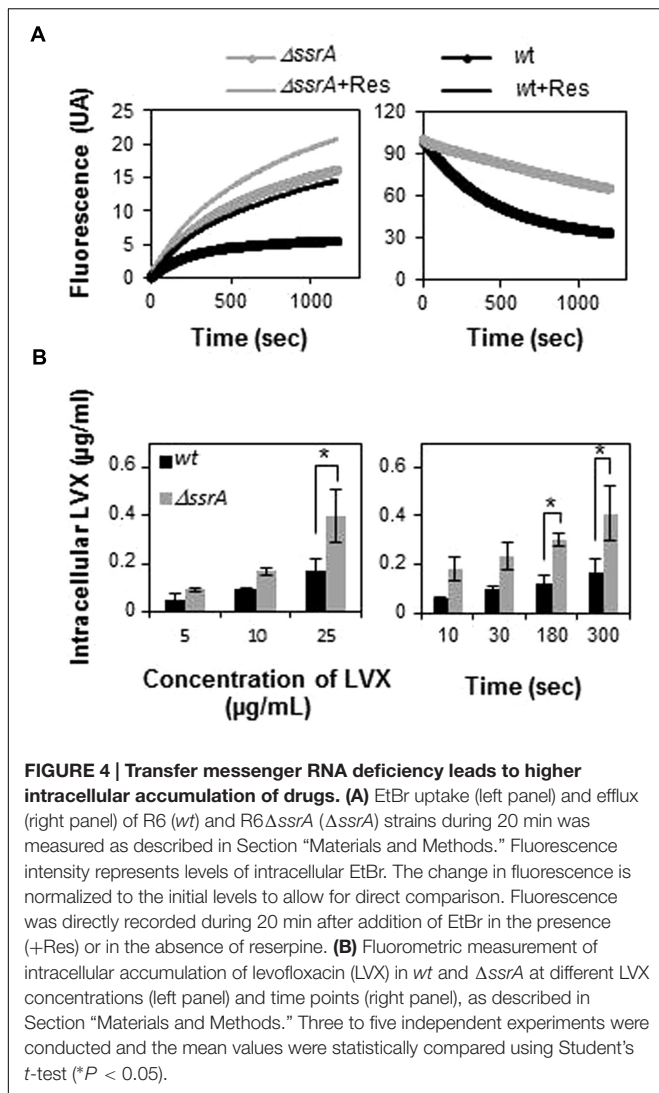 A
ΔssrA
wt
ΔssrA+Res
wt+Res
Fluorescence (UA)
25
20
15
10
5
0
0
500
1000
Time (sec)
120
90
60
30
0
0
500
1000
Time (sec)
B
Intracellular LVX (µg/ml)
0.6
0.4
0.2
0
wt
ΔssrA
*
5
10
25
Concentration of LVX
(µg/mL)
0.6
0.4
0.2
0
*
*
10
30
180
300
Time (sec)
FIGURE 4 | Transfer messenger RNA deficiency leads to higher
intracellular accumulation of drugs. (A) EtBr uptake (left panel) and efflux
(right panel) of R6 (wt) and R6ΔssrA (ΔssrA) strains during 20 min was
measured as described in Section “Materials and Methods.” Fluorescence
intensity represents levels of intracellular EtBr. The change in fluorescence is
normalized to the initial levels to allow for direct comparison. Fluorescence
was directly recorded during 20 min after addition of EtBr in the presence
(+Res) or in the absence of reserpine. (B) Fluorometric measurement of
intracellular accumulation of levofloxacin (LVX) in wt and ΔssrA at different LVX
concentrations (left panel) and time points (right panel), as described in
Section “Materials and Methods.” Three to five independent experiments were
conducted and the mean values were statistically compared using Student’s
t-test (*P < 0.05).